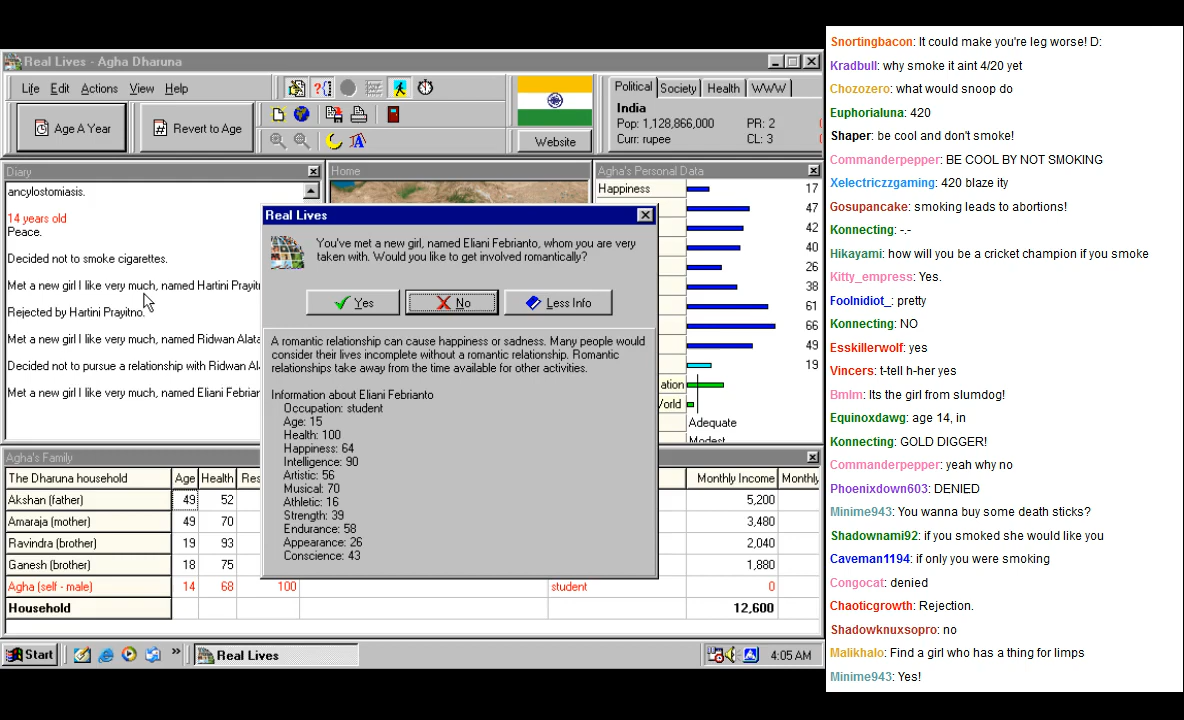 Real Lives - Agha Dharuna
Life Edit Actions View Help
Age A Year
Revert to Age
Website
Political Society Health WWW
India
Pop: 1,128,866,000 PR: 2
Curr: rupee CL: 3
Diary
ancylostomiasis.
14 years old
Peace.
Decided not to smoke cigarettes.
Met a new girl I like very much, named Hartini Prayit
Rejected by Hartini Prayitno.
Met a new girl I like very much, named Ridwan Alata
Decided not to pursue a relationship with Ridwan Ala
Met a new girl I like very much, named Eliani Febrian
Home
Agha's Personal Data
Happiness 17
47
42
40
26
38
61
66
49
19
ation
World
Adequate
Modest
Real Lives
You've met a new girl, named Eliani Febrianto, whom you are very
taken with. Would you like to get involved romantically?
Yes No Less Info
A romantic relationship can cause happiness or sadness. Many people would
consider their lives incomplete without a romantic relationship. Romantic
relationships take away from the time available for other activities.
Information about Eliani Febrianto
Occupation: student
Age: 15
Health: 100
Happiness: 64
Intelligence: 90
Artistic: 56
Musical: 70
Athletic: 16
Strength: 39
Endurance: 58
Appearance: 26
Conscience: 43
Agha's Family
The Dharuna household Age Health Res Monthly Income Monthly
Akshan (father) 49 52 5,200
Amaraja (mother) 49 70 3,480
Ravindra (brother) 19 93 2,040
Ganesh (brother) 18 75 1,880
Agha (self - male) 14 68 100 student 0
Household 12,600
Start Real Lives 4:05 AM
Snortingbacon: It could make you're leg worse! D:
Kradbull: why smoke it aint 4/20 yet
Chozozero: what would snoop do
Euphorialuna: 420
Shaper: be cool and don't smoke!
Commanderpepper: BE COOL BY NOT SMOKING
Xelectriczzgaming: 420 blaze ity
Gosupancake: smoking leads to abortions!
Konnecting: -.-
Hikayami: how will you be a cricket champion if you smoke
Kitty_empress: Yes.
Foolnidiot_: pretty
Konnecting: NO
Esskillerwolf: yes
Vincers: t-tell h-her yes
Bmlm: Its the girl from slumdog!
Equinoxdawg: age 14, in
Konnecting: GOLD DIGGER!
Commanderpepper: yeah why no
Phoenixdown603: DENIED
Minime943: You wanna buy some death sticks?
Shadownami92: if you smoked she would like you
Caveman1194: if only you were smoking
Congocat: denied
Chaoticgrowth: Rejection.
Shadowknuxsopro: no
Malikhalo: Find a girl who has a thing for limps
Minime943: Yes!